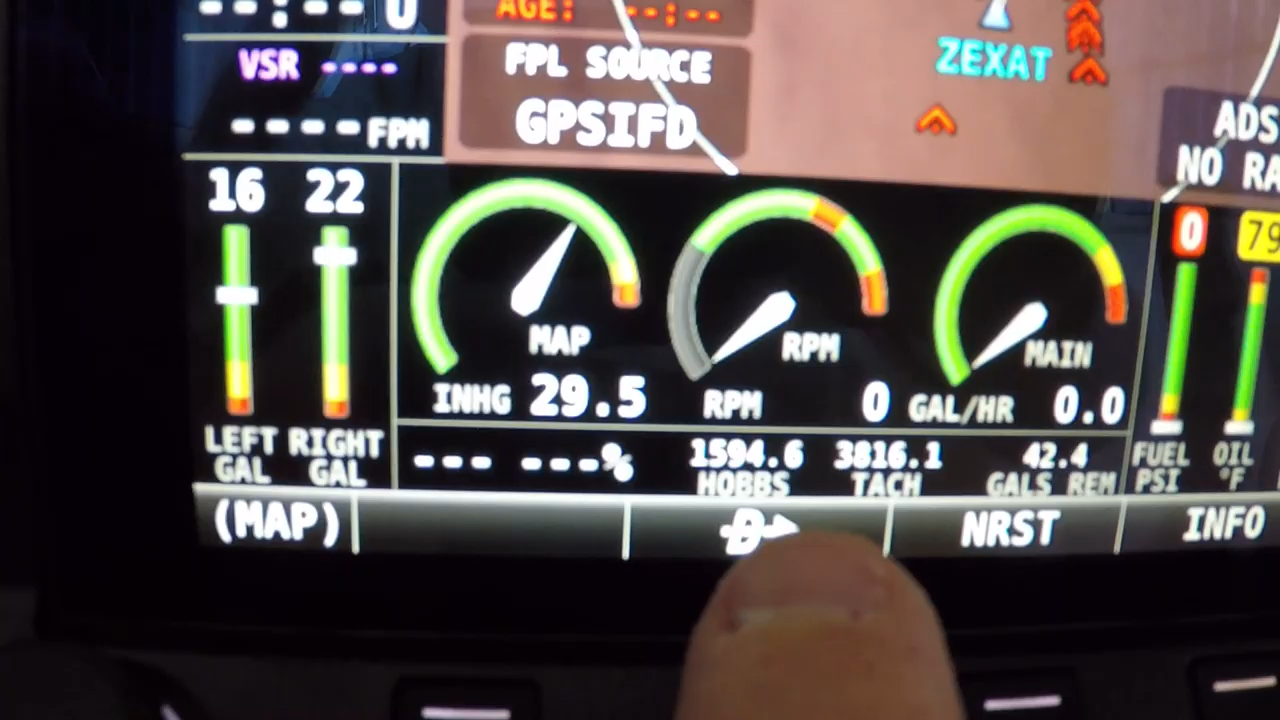 --:-- 0
AGE: --:--
VSR ----
FPL SOURCE
ZEXAT
----FPM
GPSIFD
ADS
NO RA
16 22
0
79
MAP
RPM
MAIN
INHG 29.5
RPM 0
GAL/HR 0.0
LEFT GAL
RIGHT GAL
--- ---%
1594.6
HOBBS
3816.1
TACH
42.4
GALS REM
FUEL
PSI
OIL
°F
(MAP)
D
NRST
INFO